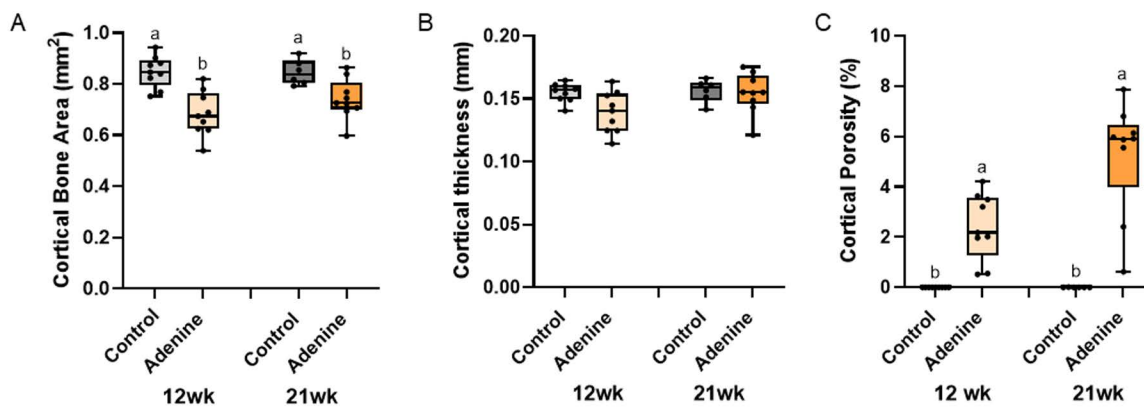 A
Cortical Bone Area (mm²)
1.0
0.8
0.6
0.4
0.2
0.0
a
b
a
b
Control
Adenine
Control
Adenine
12wk
21wk
B
Cortical thickness (mm)
0.20
0.15
0.10
0.05
0.00
Control
Adenine
Control
Adenine
12wk
21wk
C
Cortical Porosity (%)
10
8
6
4
2
0
b
a
b
a
Control
Adenine
Control
Adenine
12 wk
21wk